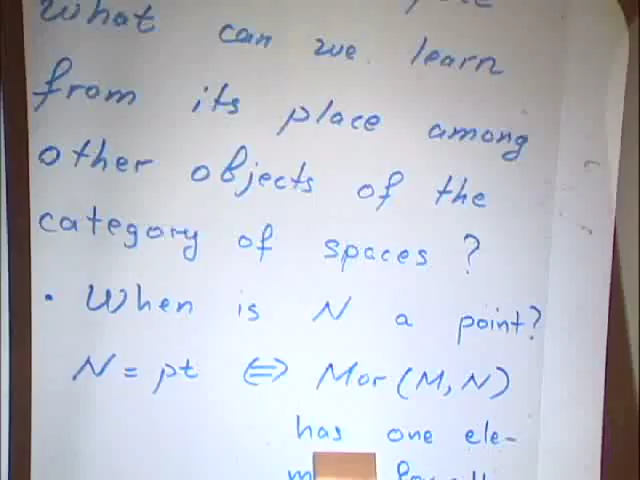 What can we learn
from its place among
other objects of the
category of spaces?
• When is N a point?
N = pt ⇔ Mor(M, N)
has one ele-